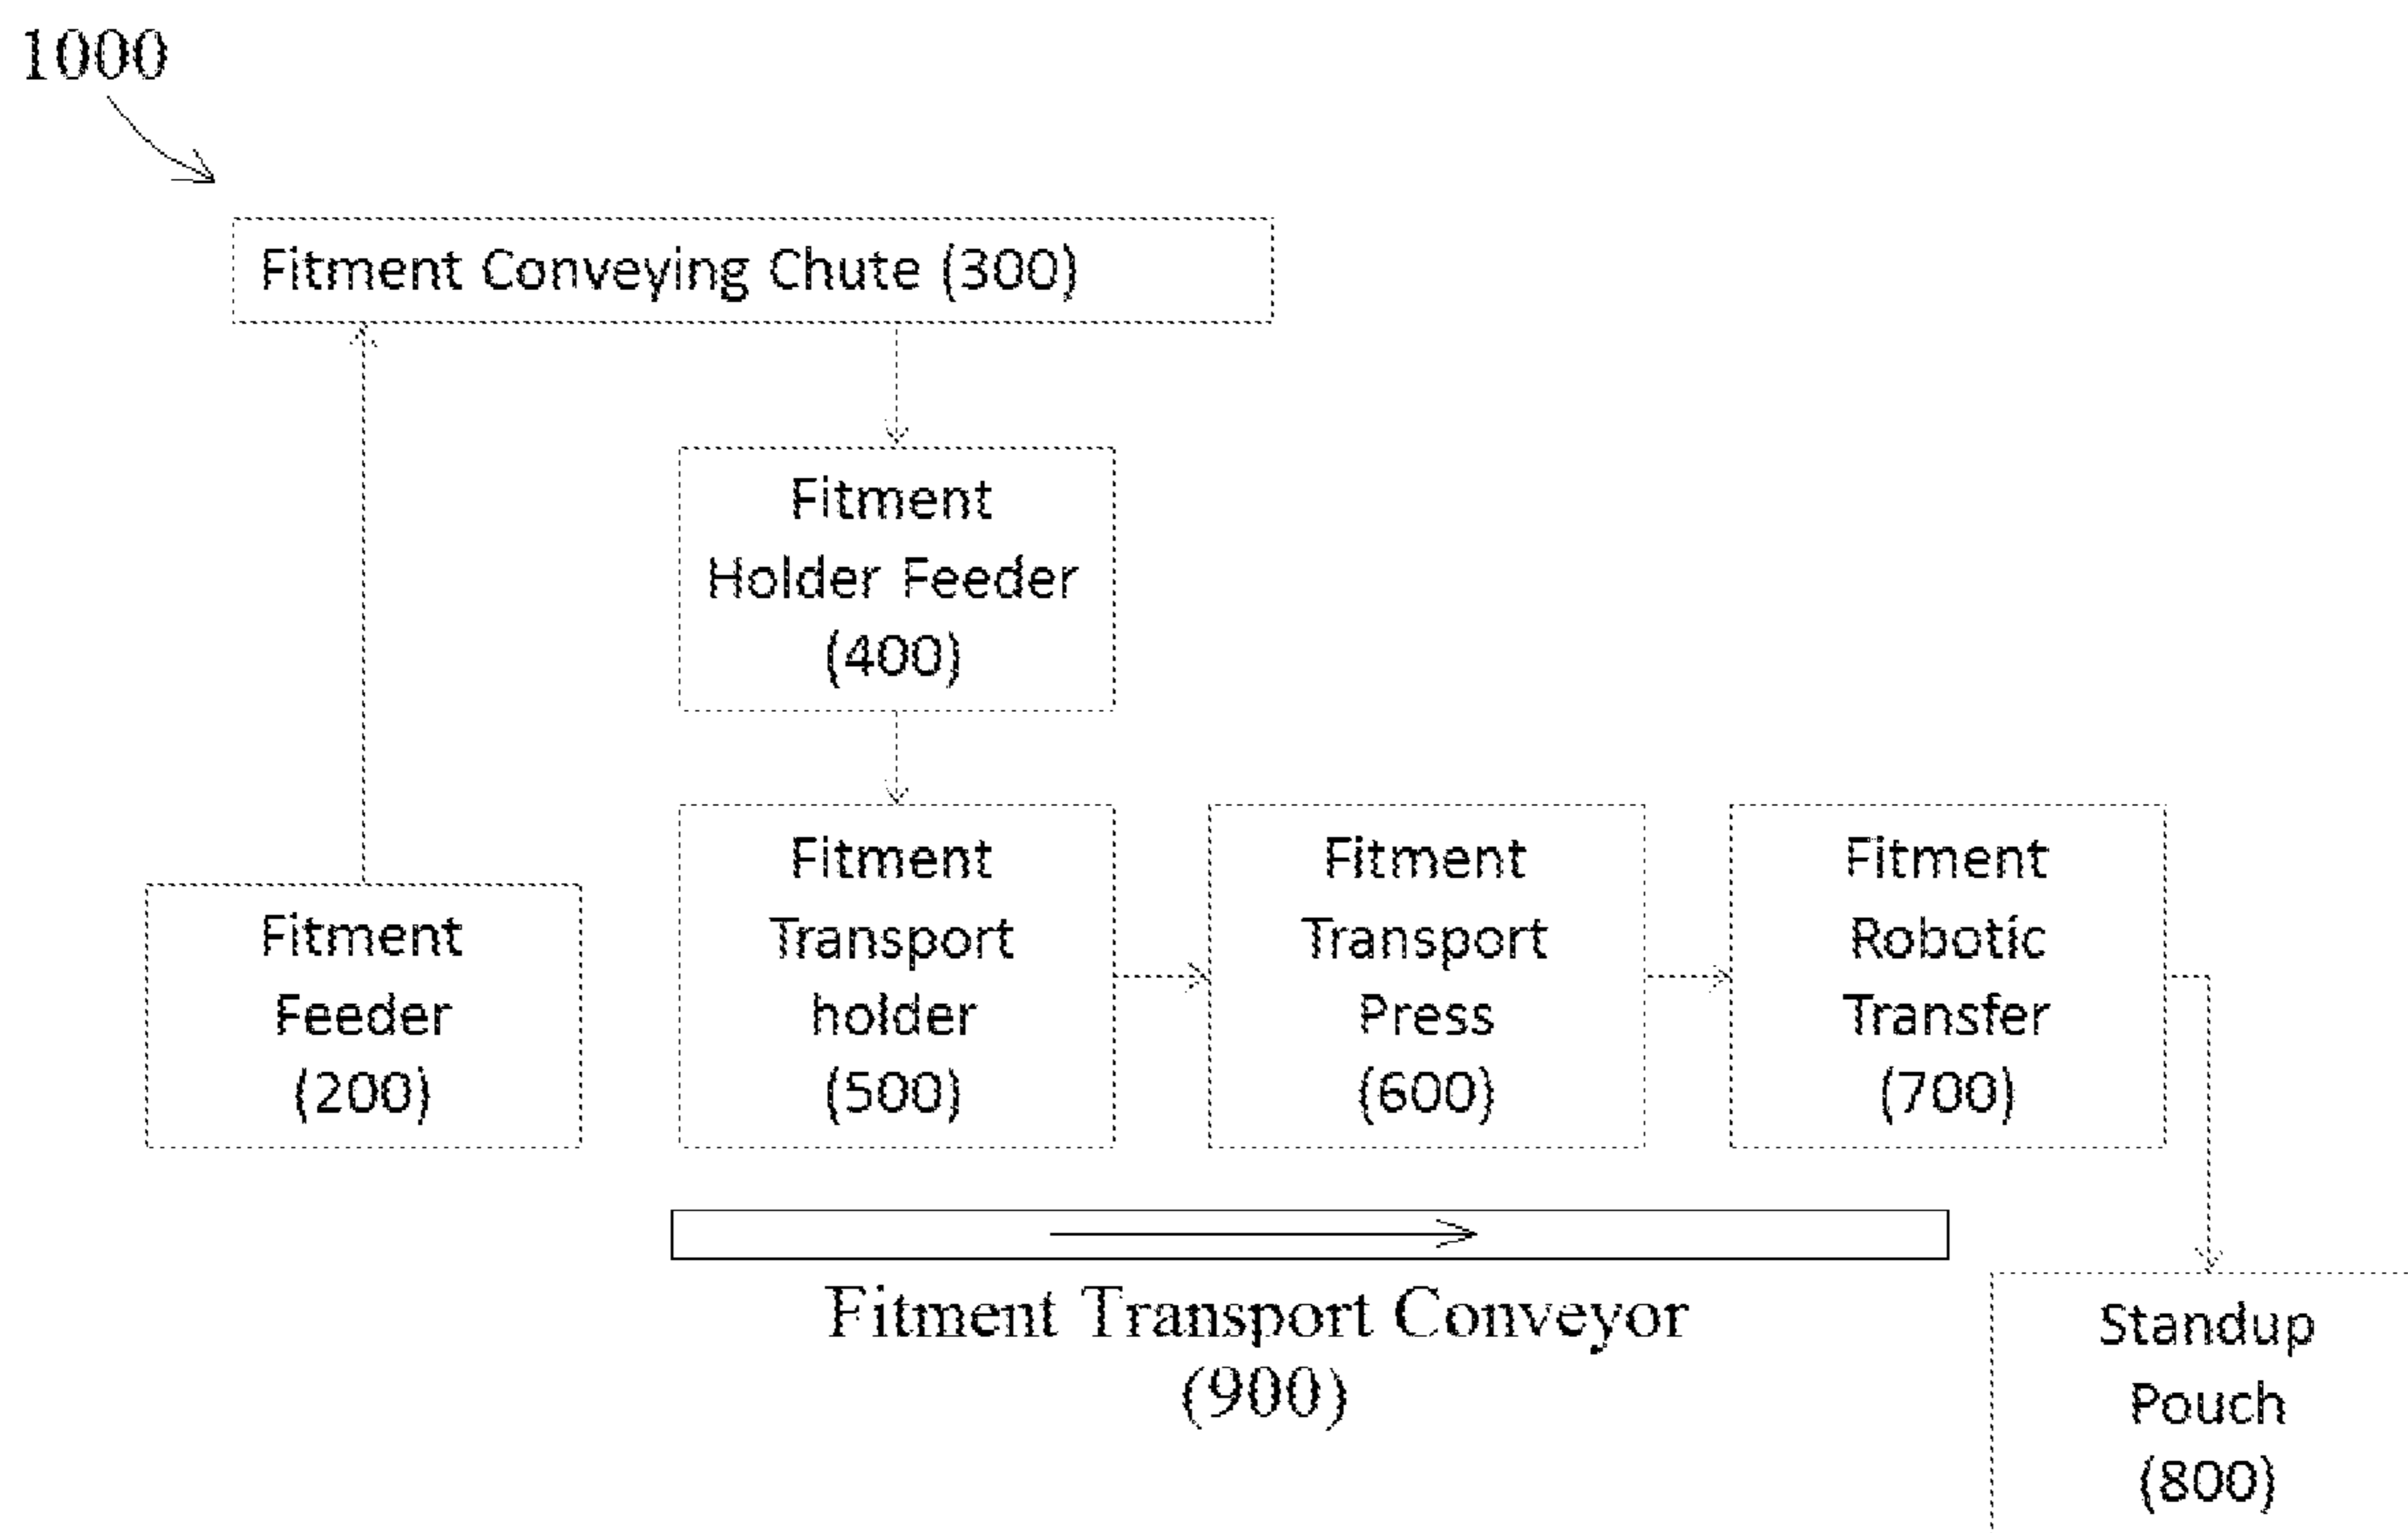 1000
Fitment Conveying Chute (300)
Fitment
Holder Feeder
(400)
Fitment
Feeder
(200)
Fitment
Transport
holder
(500)
Fitment
Transport
Press
(600)
Fitment
Robotic
Transfer
(700)
Fitment Transport Conveyor
(900)
Standup
Pouch
(800)